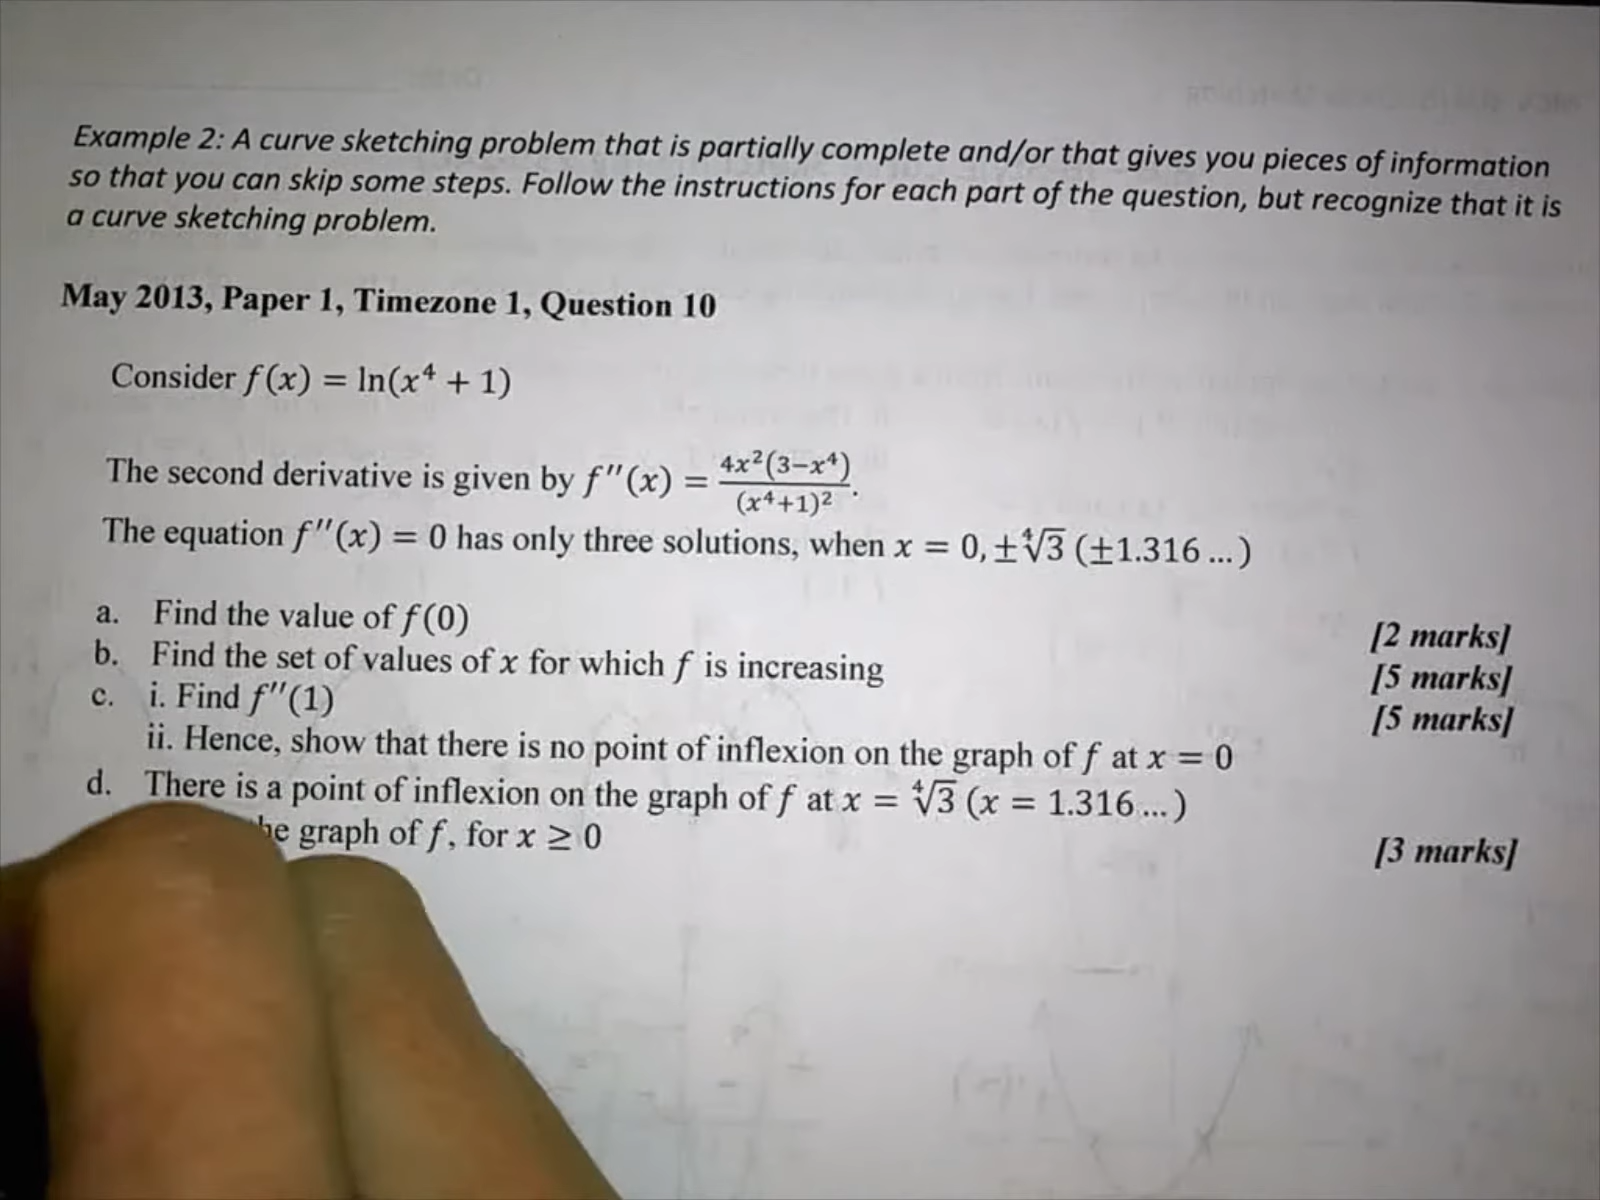 Example 2: A curve sketching problem that is partially complete and/or that gives you pieces of information
so that you can skip some steps. Follow the instructions for each part of the question, but recognize that it is
a curve sketching problem.
May 2013, Paper 1, Timezone 1, Question 10
Consider f(x) = ln(x⁴ + 1)
The second derivative is given by f''(x) = 4x²(3−x⁴)/(x⁴+1)².
The equation f''(x) = 0 has only three solutions, when x = 0, ±∜3 (±1.316 ...)
a. Find the value of f(0) [2 marks]
b. Find the set of values of x for which f is increasing [5 marks]
c. i. Find f''(1) [5 marks]
ii. Hence, show that there is no point of inflexion on the graph of f at x = 0
d. There is a point of inflexion on the graph of f at x = ∜3 (x = 1.316 ...)
graph of f, for x ≥ 0 [3 marks]